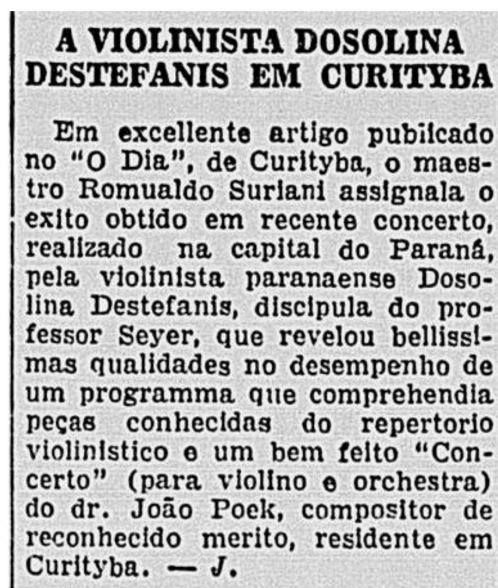 A VIOLINISTA DOSOLINA
DESTEFANIS EM CURITYBA
Em excellente artigo pubiicado
no "O Dia", de Curityba, o maes-
tro Romualdo Suriani assignala o
exito obtido em recente concerto,
realizado na capital do Paraná,
pela violinista paranaense Doso-
lina Destefanis, discipula do pro-
fessor Seyer, que revelou bellissi-
mas qualidades no desempenho de
um programma que comprehendia
peças conhecidas do repertorio
violinistico e um bem feito "Con-
certo" (para violino e orchestra)
do dr. João Poek, compositor de
reconhecido merito, residente em
Curityba. — J.